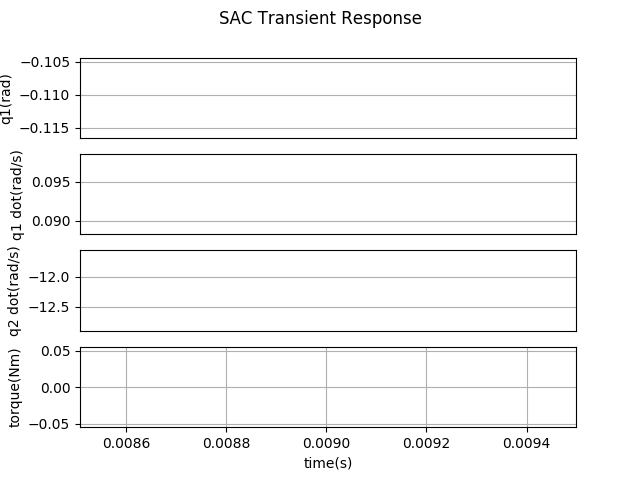 SAC Transient Response
−0.105
−0.110
−0.115
q1(rad)
0.095
0.090
q1 dot(rad/s)
−12.0
−12.5
q2 dot(rad/s)
0.05
0.00
−0.05
torque(Nm)
0.0086 0.0088 0.0090 0.0092 0.0094
time(s)